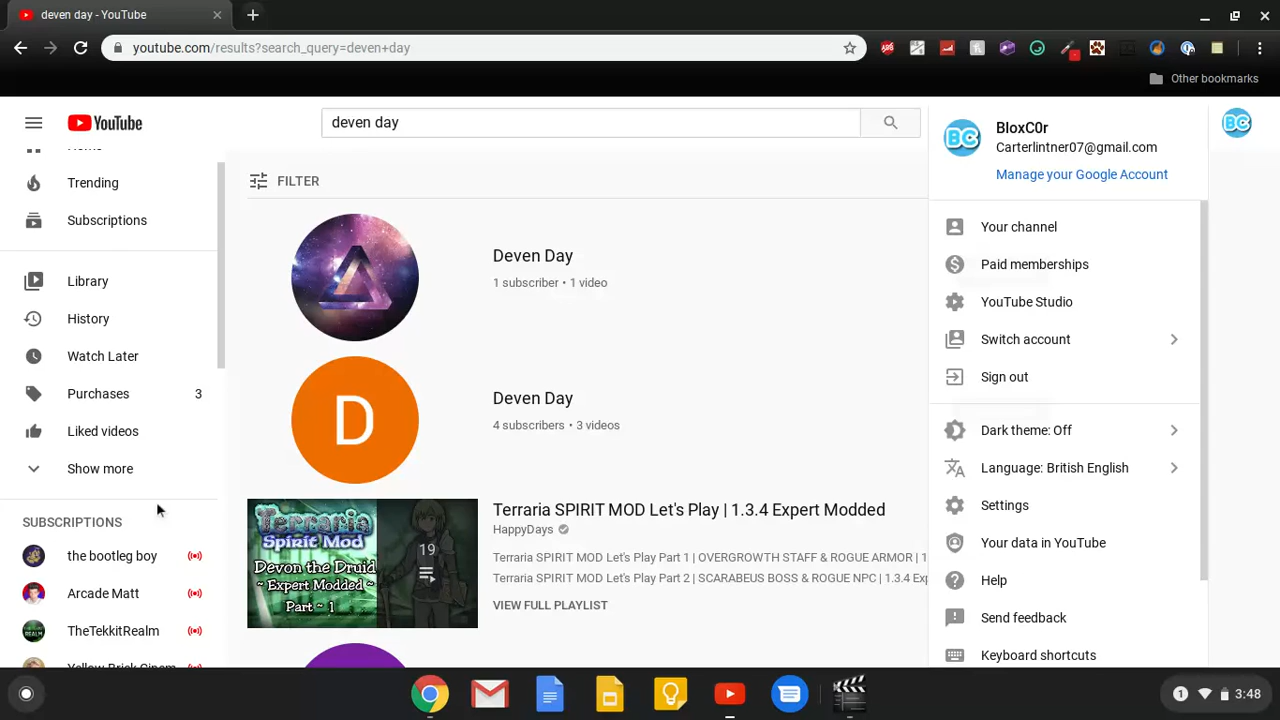 deven day - YouTube
youtube.com/results?search_query=deven+day
Other bookmarks
YouTube
deven day
BloxC0r
Carterlintner07@gmail.com
Manage your Google Account
BC
BC
Home
Trending
Subscriptions
Library
History
Watch Later
Purchases 3
Liked videos
Show more
SUBSCRIPTIONS
the bootleg boy
Arcade Matt
TheTekkitRealm
Yellow Brick Cinem
FILTER
Deven Day
1 subscriber • 1 video
D
Deven Day
4 subscribers • 3 videos
Terraria
Spirit Mod
Devon the Druid
~ Expert Modded ~
Part ~ 1
19
Terraria SPIRIT MOD Let's Play | 1.3.4 Expert Modded
HappyDays
Terraria SPIRIT MOD Let's Play Part 1 | OVERGROWTH STAFF & ROGUE ARMOR | 1
Terraria SPIRIT MOD Let's Play Part 2 | SCARABEUS BOSS & ROGUE NPC | 1.3.4 Exp
VIEW FULL PLAYLIST
Your channel
Paid memberships
YouTube Studio
Switch account
Sign out
Dark theme: Off
Language: British English
Settings
Your data in YouTube
Help
Send feedback
Keyboard shortcuts
1
3:48